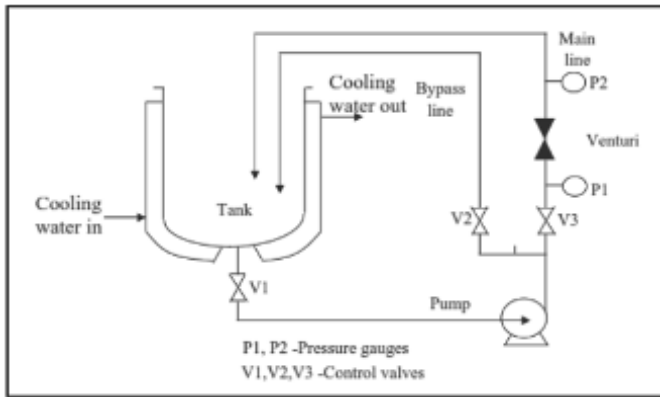 Main
line
P2
Cooling
water out
Bypass
line
Venturi
P1
Cooling
water in
Tank
V2
V3
V1
Pump
P1, P2 -Pressure gauges
V1,V2,V3 -Control valves